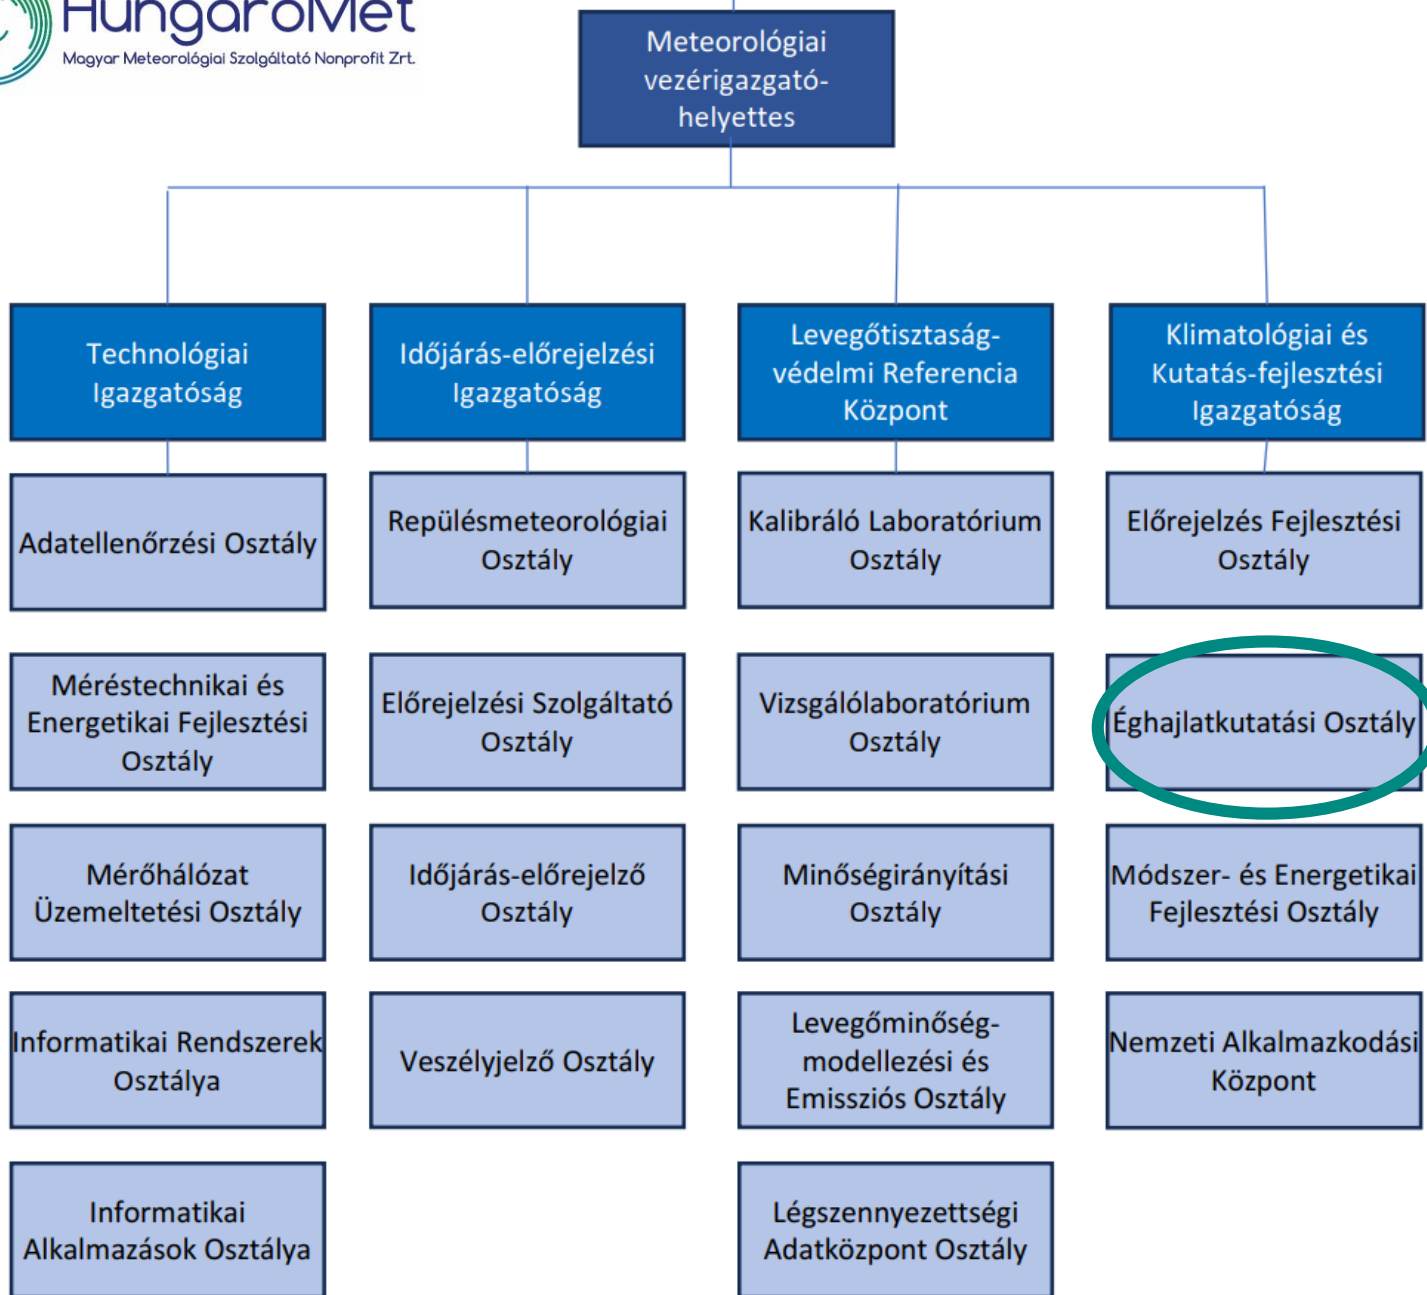 HungaroMet
Magyar Meteorológiai Szolgáltató Nonprofit Zrt.
Meteorológiai
vezérigazgató-
helyettes
Technológiai
Igazgatóság
Adatellenőrzési Osztály
Méréstechnikai és
Energetikai Fejlesztési
Osztály
Mérőhálózat
Üzemeltetési Osztály
Informatikai Rendszerek
Osztálya
Informatikai
Alkalmazások Osztálya
Időjárás-előrejelzési
Igazgatóság
Repülésmeteorológiai
Osztály
Előrejelzési Szolgáltató
Osztály
Időjárás-előrejelző
Osztály
Veszélyjelző Osztály
Levegőtisztaság-
védelmi Referencia
Központ
Kalibráló Laboratórium
Osztály
Vizsgálólaboratórium
Osztály
Minőségirányítási
Osztály
Levegőminőség-
modellezési és
Emissziós Osztály
Légszennyezettségi
Adatközpont Osztály
Klimatológiai és
Kutatás-fejlesztési
Igazgatóság
Előrejelzés Fejlesztési
Osztály
Éghajlatkutatási Osztály
Módszer- és Energetikai
Fejlesztési Osztály
Nemzeti Alkalmazkodási
Központ